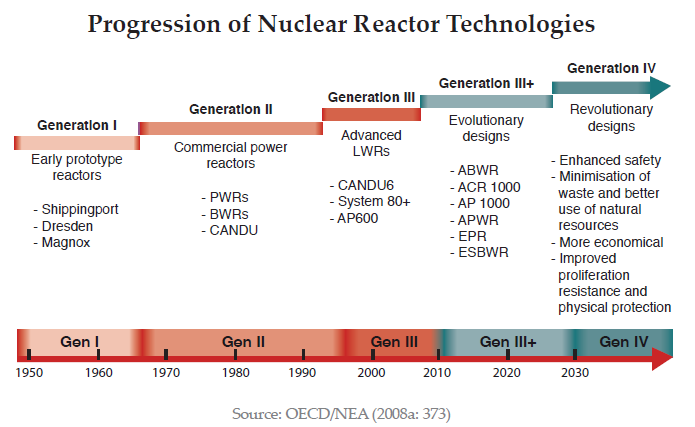 Progression of Nuclear Reactor Technologies
Generation I
Early prototype
reactors
- Shippingport
- Dresden
- Magnox
Generation II
Commercial power
reactors
- PWRs
- BWRs
- CANDU
Generation III
Advanced
LWRs
- CANDU6
- System 80+
- AP600
Generation III+
Evolutionary
designs
- ABWR
- ACR 1000
- AP 1000
- APWR
- EPR
- ESBWR
Generation IV
Revolutionary
designs
- Enhanced safety
- Minimisation of
waste and better
use of natural
resources
- More economical
- Improved
proliferation
resistance and
physical protection
Gen I Gen II Gen III Gen III+ Gen IV
1950 1960 1970 1980 1990 2000 2010 2020 2030
Source: OECD/NEA (2008a: 373)